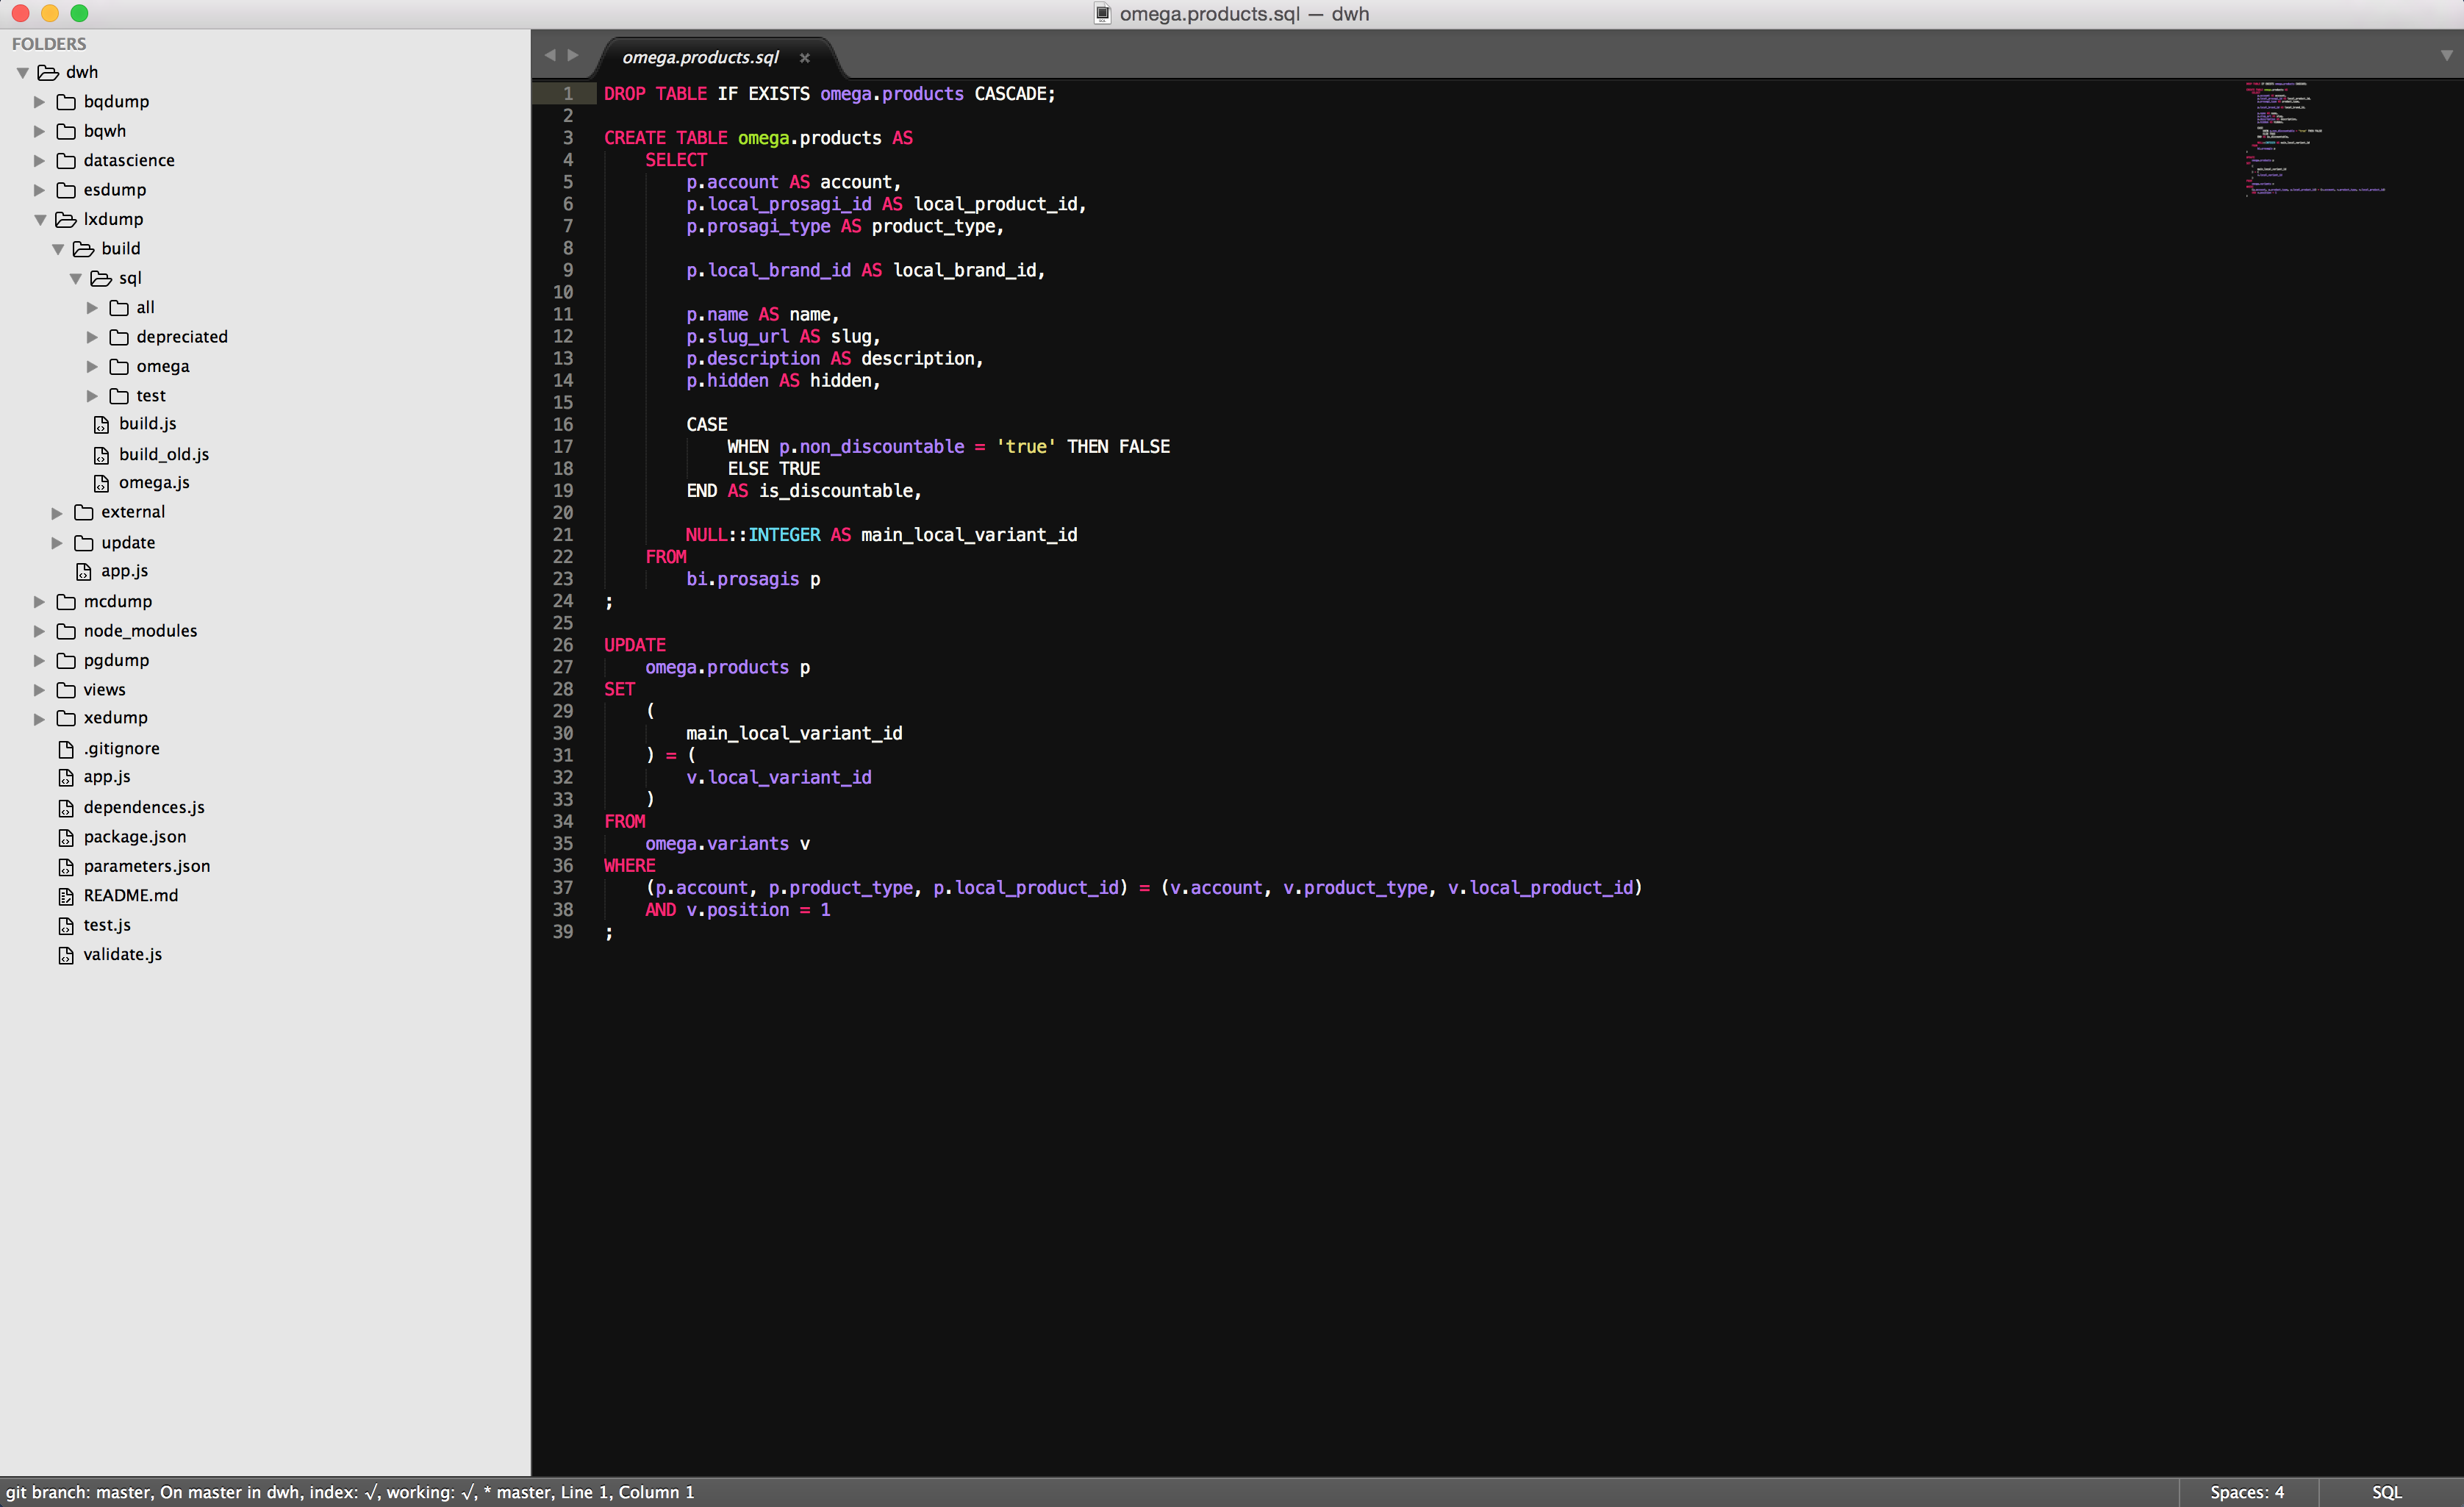 omega.products.sql — dwh
FOLDERS
dwh
bqdump
bqwh
datascience
esdump
lxdump
build
sql
all
depreciated
omega
test
build.js
build_old.js
omega.js
external
update
app.js
mcdump
node_modules
pgdump
views
xedump
.gitignore
app.js
dependences.js
package.json
parameters.json
README.md
test.js
validate.js
omega.products.sql ×
1 DROP TABLE IF EXISTS omega.products CASCADE;
2
3 CREATE TABLE omega.products AS
4 SELECT
5 p.account AS account,
6 p.local_prosagi_id AS local_product_id,
7 p.prosagi_type AS product_type,
8
9 p.local_brand_id AS local_brand_id,
10
11 p.name AS name,
12 p.slug_url AS slug,
13 p.description AS description,
14 p.hidden AS hidden,
15
16 CASE
17 WHEN p.non_discountable = 'true' THEN FALSE
18 ELSE TRUE
19 END AS is_discountable,
20
21 NULL::INTEGER AS main_local_variant_id
22 FROM
23 bi.prosagis p
24 ;
25
26 UPDATE
27 omega.products p
28 SET
29 (
30 main_local_variant_id
31 ) = (
32 v.local_variant_id
33 )
34 FROM
35 omega.variants v
36 WHERE
37 (p.account, p.product_type, p.local_product_id) = (v.account, v.product_type, v.local_product_id)
38 AND v.position = 1
39 ;
git branch: master, On master in dwh, index: √, working: √, * master, Line 1, Column 1
Spaces: 4
SQL